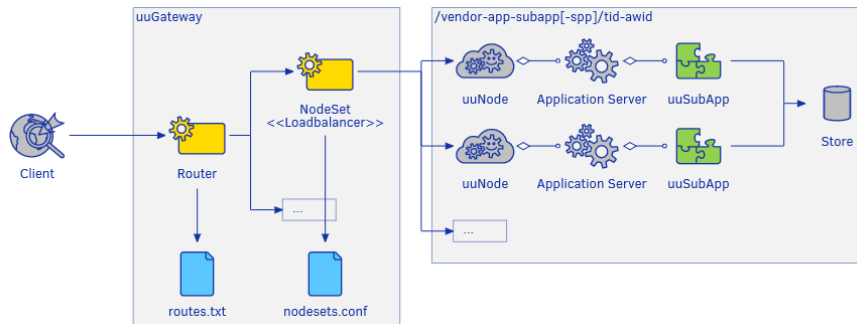 uuGateway
/vendor-app-subapp[-spp]/tid-awid
NodeSet
<<Loadbalancer>>
uuNode
Application Server
uuSubApp
Client
Router
Store
uuNode
Application Server
uuSubApp
...
...
routes.txt
nodesets.conf